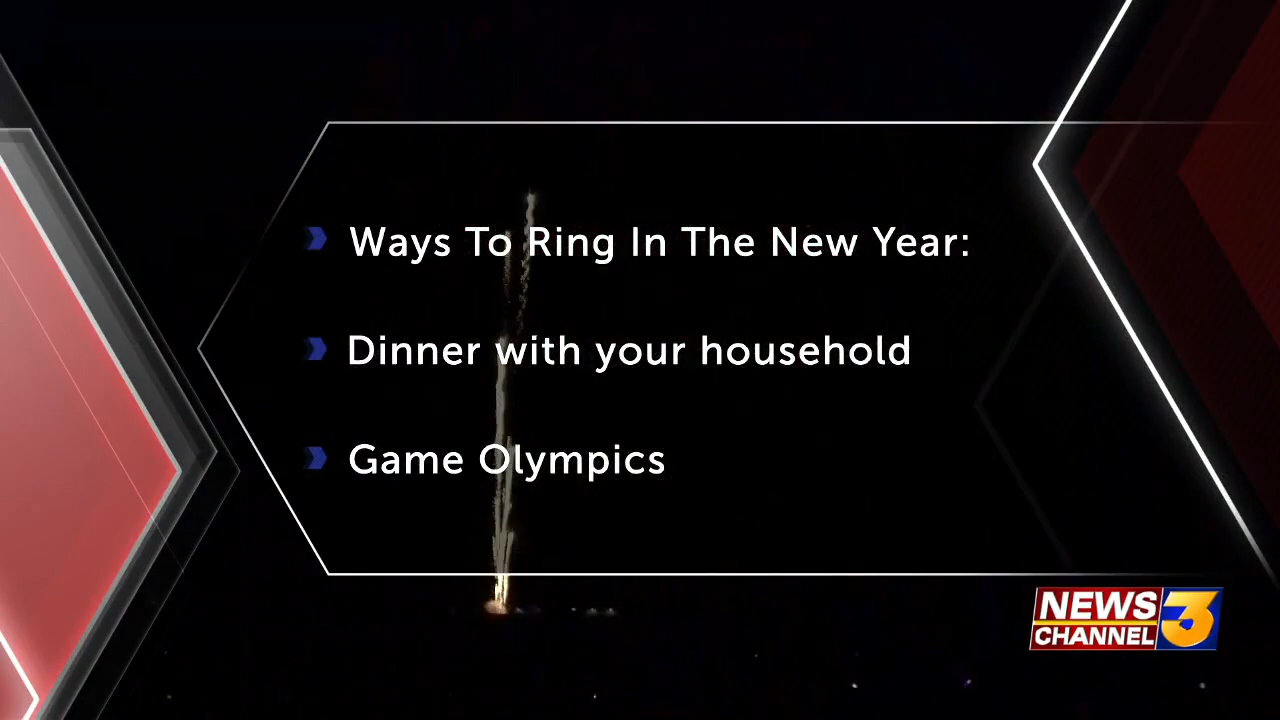 Ways To Ring In The New Year:
Dinner with your household
Game Olympics
NEWS
CHANNEL 3